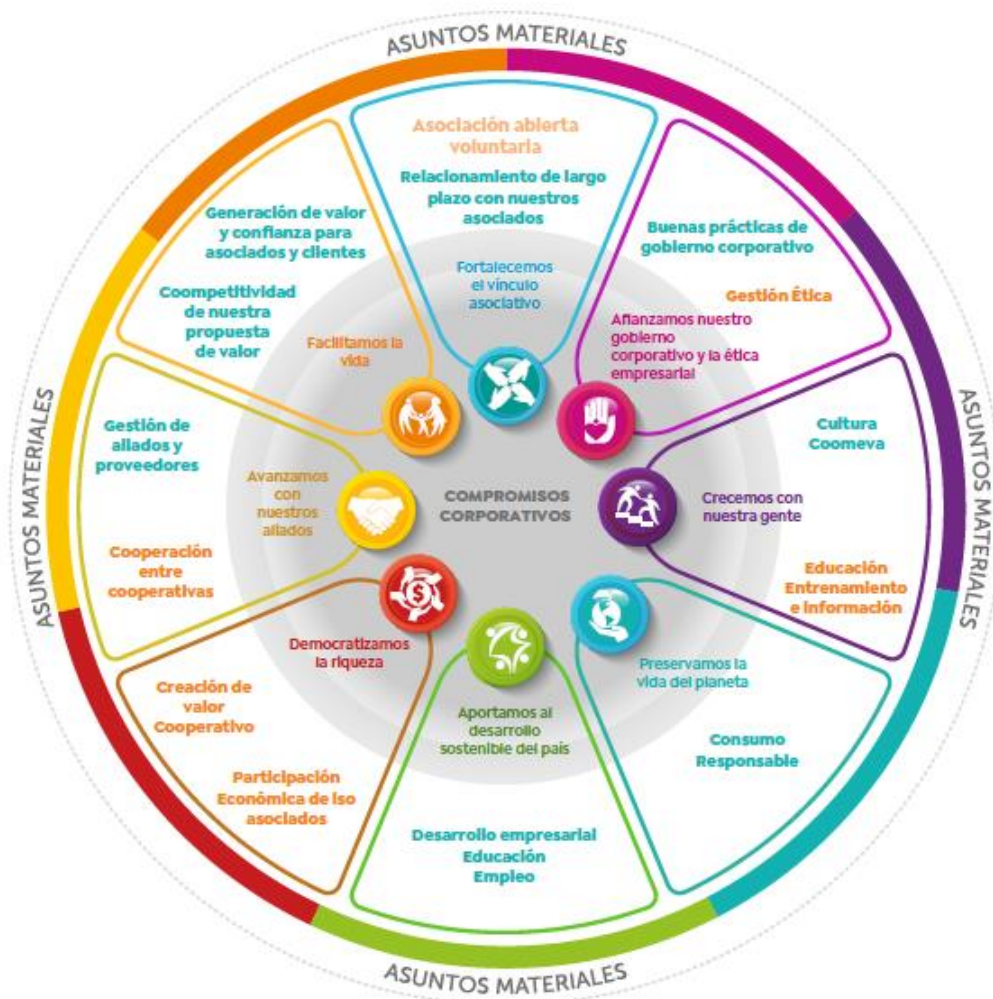 ASUNTOS MATERIALES
Asociación abierta
voluntaria
Relacionamiento de largo
plazo con nuestros
asociados
Fortalecemos
el vínculo
asociativo
Buenas prácticas de
gobierno corporativo
Gestión Ética
Afianzamos nuestro
gobierno
corporativo y la ética
empresarial
Cultura
Coomeva
Crecemos con
nuestra gente
Educación
Entrenamiento
e información
ASUNTOS MATERIALES
Preservamos la
vida del planeta
Consumo
Responsable
Aportamos al
desarrollo
sostenible del país
Desarrollo empresarial
Educación
Empleo
ASUNTOS MATERIALES
Democratizamos
la riqueza
Creación de
valor
Cooperativo
Participación
Económica de lso
asociados
Gestión de
aliados y
proveedores
Avanzamos
con
nuestros
aliados
Cooperación
entre
cooperativas
ASUNTOS MATERIALES
Generación de valor
y confianza para
asociados y clientes
Coompetitividad
de nuestra
propuesta
de valor
Facilitamos la
vida
COMPROMISOS
CORPORATIVOS
$